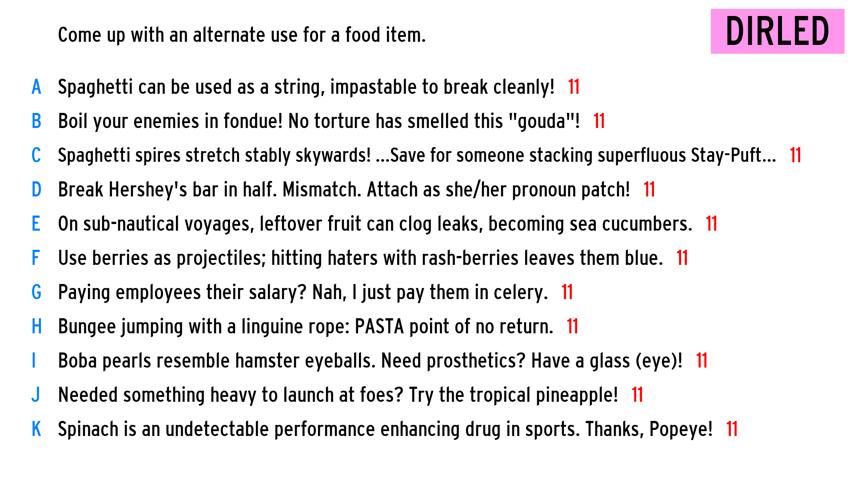 Come up with an alternate use for a food item.
DIRLED
A Spaghetti can be used as a string, impastable to break cleanly! 11
B Boil your enemies in fondue! No torture has smelled this "gouda"! 11
C Spaghetti spires stretch stably skywards! ...Save for someone stacking superfluous Stay-Puft... 11
D Break Hershey's bar in half. Mismatch. Attach as she/her pronoun patch! 11
E On sub-nautical voyages, leftover fruit can clog leaks, becoming sea cucumbers. 11
F Use berries as projectiles; hitting haters with rash-berries leaves them blue. 11
G Paying employees their salary? Nah, I just pay them in celery. 11
H Bungee jumping with a linguine rope: PASTA point of no return. 11
I Boba pearls resemble hamster eyeballs. Need prosthetics? Have a glass (eye)! 11
J Needed something heavy to launch at foes? Try the tropical pineapple! 11
K Spinach is an undetectable performance enhancing drug in sports. Thanks, Popeye! 11